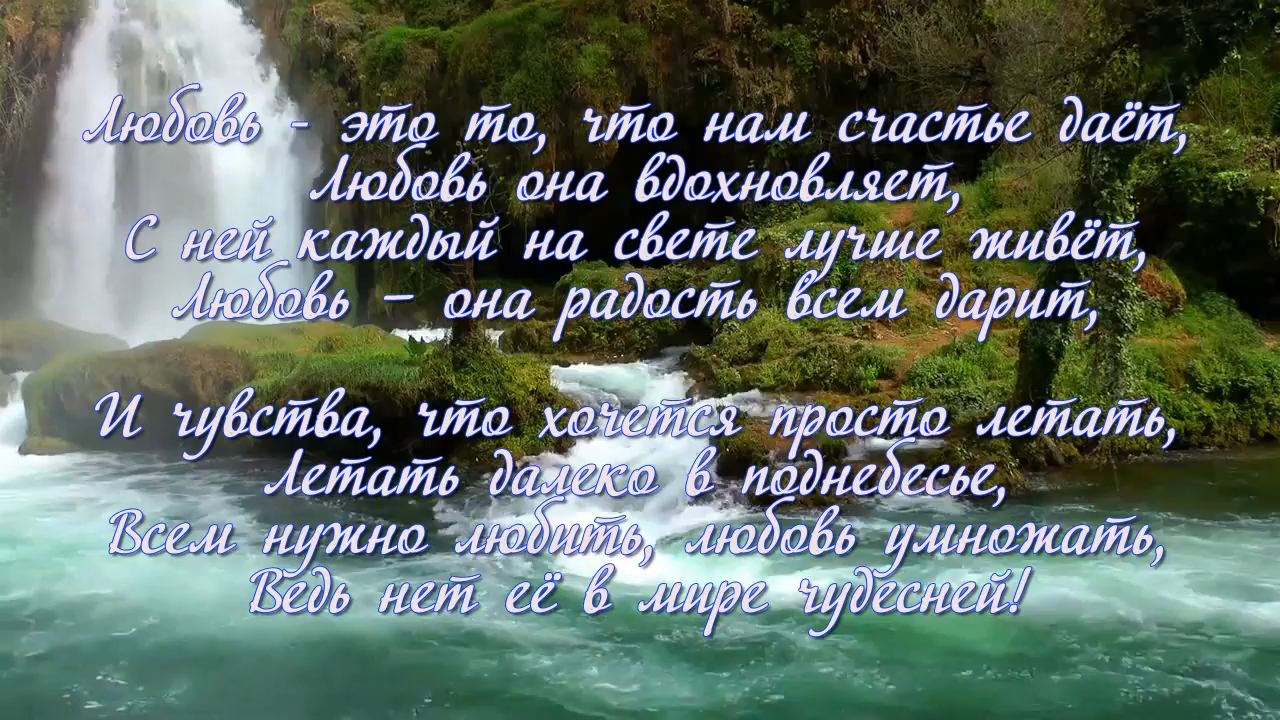 Любовь - это то, что нам счастье даёт,
Любовь она вдохновляет,
С ней каждый на свете лучше живёт,
Любовь – она радость всем дарит,
И чувства, что хочется просто летать,
Летать далеко в поднебесье,
Всем нужно любить, любовь умножать,
Ведь нет её в мире чудесней!